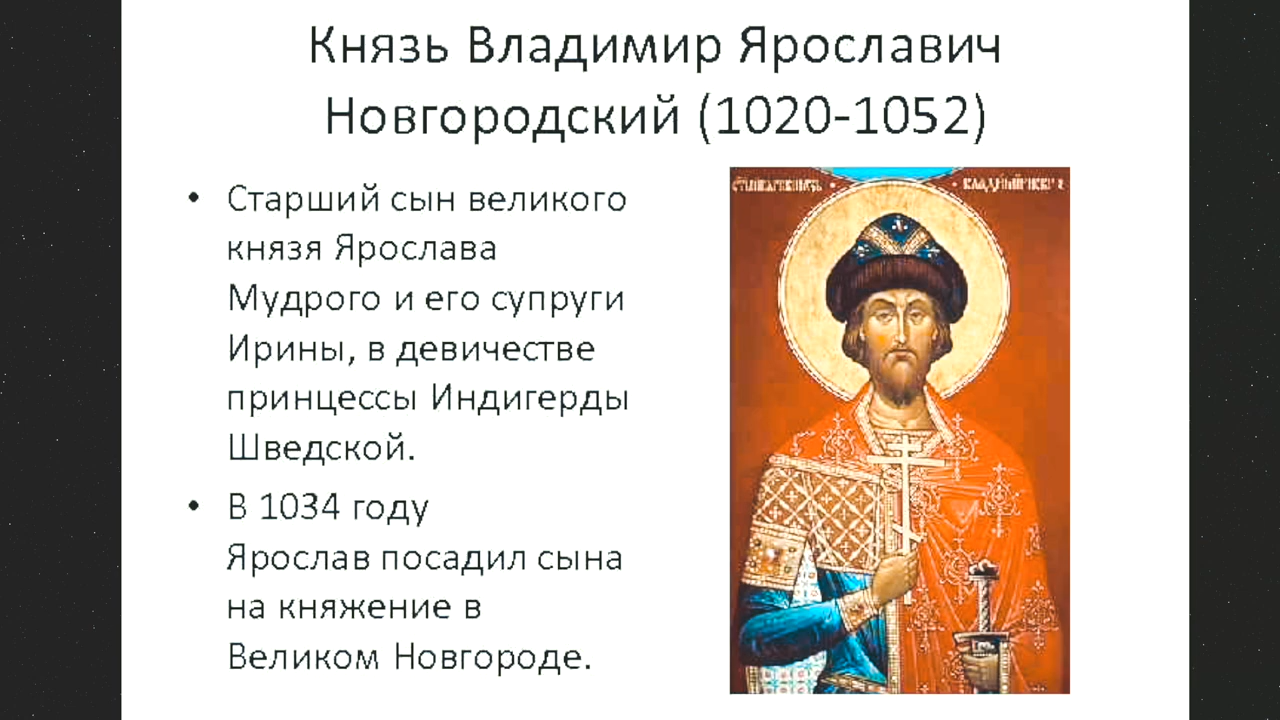 Князь Владимир Ярославич
Новгородский (1020-1052)
• Старший сын великого
князя Ярослава
Мудрого и его супруги
Ирины, в девичестве
принцессы Индигерды
Шведской.
• В 1034 году
Ярослав посадил сына
на княжение в
Великом Новгороде.